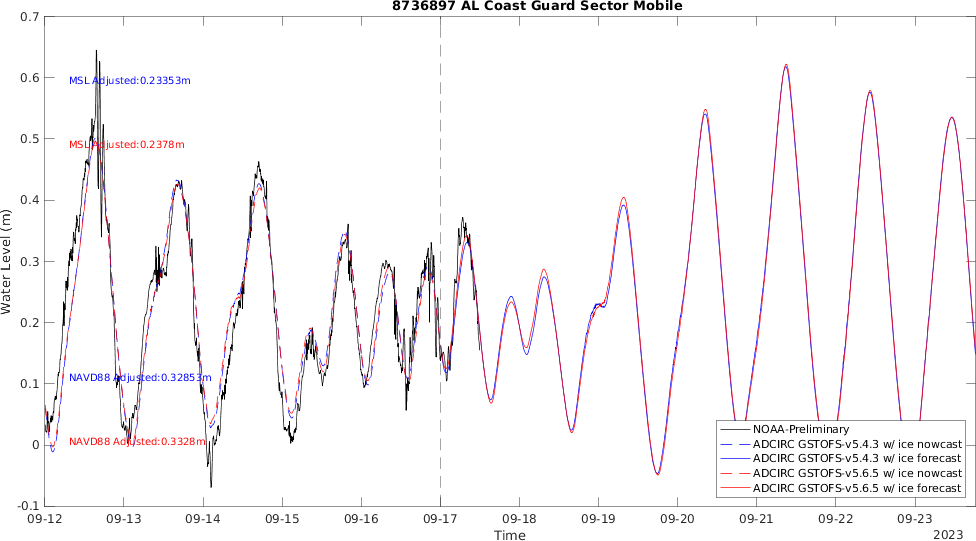 8736897 AL Coast Guard Sector Mobile
Water Level (m)
0.7
0.6
0.5
0.4
0.3
0.2
0.1
0
-0.1
MSL Adjusted:0.23353m
MSL Adjusted:0.2378m
NAVD88 Adjusted:0.32853m
NAVD88 Adjusted:0.3328m
NOAA-Preliminary
ADCIRC GSTOFS-v5.4.3 w/ ice nowcast
ADCIRC GSTOFS-v5.4.3 w/ ice forecast
ADCIRC GSTOFS-v5.6.5 w/ ice nowcast
ADCIRC GSTOFS-v5.6.5 w/ ice forecast
09-12 09-13 09-14 09-15 09-16 09-17 09-18 09-19 09-20 09-21 09-22 09-23
Time
2023